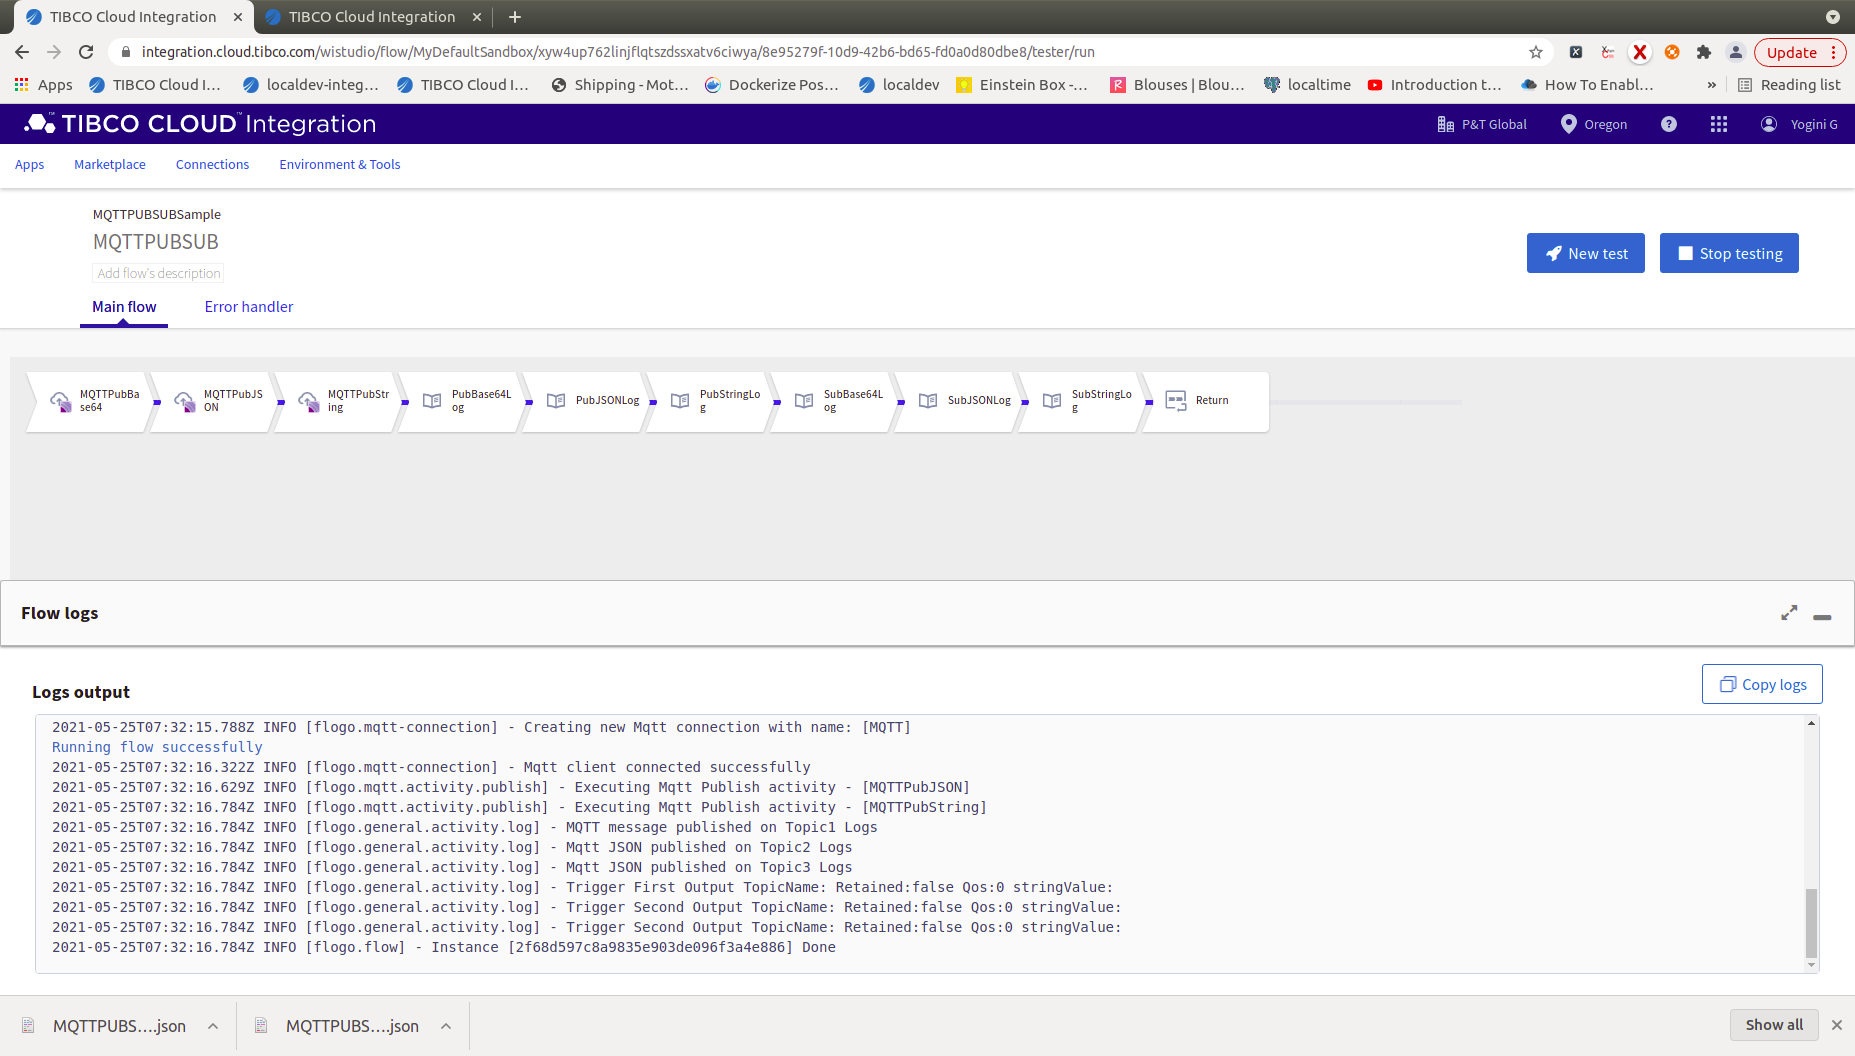 TIBCO Cloud Integration
TIBCO Cloud Integration
integration.cloud.tibco.com/wistudio/flow/MyDefaultSandbox/xyw4up762linjflqtszdssxatv6ciwya/8e95279f-10d9-42b6-bd65-fd0a0d80dbe8/tester/run
Update
Apps
TIBCO Cloud I...
localdev-integ...
TIBCO Cloud I...
Shipping - Mot...
Dockerize Pos...
localdev
Einstein Box -...
Blouses | Blou...
localtime
Introduction t...
How To Enabl...
»
Reading list
TIBCO CLOUD™ Integration
P&T Global
Oregon
?
Yogini G
Apps
Marketplace
Connections
Environment & Tools
MQTTPUBSUBSample
MQTTPUBSUB
Add flow's description
New test
Stop testing
Main flow
Error handler
MQTTPubBa
se64
MQTTPubJS
ON
MQTTPubStr
ing
PubBase64L
og
PubJSONLog
PubStringLo
g
SubBase64L
og
SubJSONLog
SubStringLo
g
Return
Flow logs
Logs output
Copy logs
2021-05-25T07:32:15.788Z INFO [flogo.mqtt-connection] - Creating new Mqtt connection with name: [MQTT]
Running flow successfully
2021-05-25T07:32:16.322Z INFO [flogo.mqtt-connection] - Mqtt client connected successfully
2021-05-25T07:32:16.629Z INFO [flogo.mqtt.activity.publish] - Executing Mqtt Publish activity - [MQTTPubJSON]
2021-05-25T07:32:16.784Z INFO [flogo.mqtt.activity.publish] - Executing Mqtt Publish activity - [MQTTPubString]
2021-05-25T07:32:16.784Z INFO [flogo.general.activity.log] - MQTT message published on Topic1 Logs
2021-05-25T07:32:16.784Z INFO [flogo.general.activity.log] - Mqtt JSON published on Topic2 Logs
2021-05-25T07:32:16.784Z INFO [flogo.general.activity.log] - Mqtt JSON published on Topic3 Logs
2021-05-25T07:32:16.784Z INFO [flogo.general.activity.log] - Trigger First Output TopicName: Retained:false Qos:0 stringValue:
2021-05-25T07:32:16.784Z INFO [flogo.general.activity.log] - Trigger Second Output TopicName: Retained:false Qos:0 stringValue:
2021-05-25T07:32:16.784Z INFO [flogo.general.activity.log] - Trigger Second Output TopicName: Retained:false Qos:0 stringValue:
2021-05-25T07:32:16.784Z INFO [flogo.flow] - Instance [2f68d597c8a9835e903de096f3a4e886] Done
MQTTPUBS....json
MQTTPUBS....json
Show all